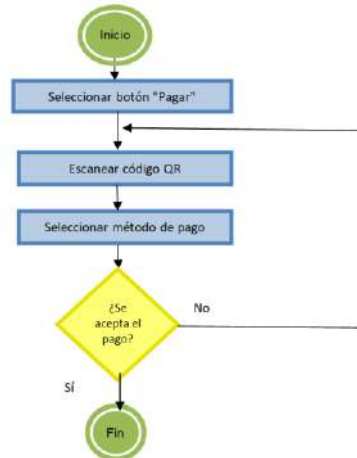 Inicio
Seleccionar botón "Pagar"
Escanear código QR
Seleccionar método de pago
¿Se
acepta el
pago?
No
Sí
Fin